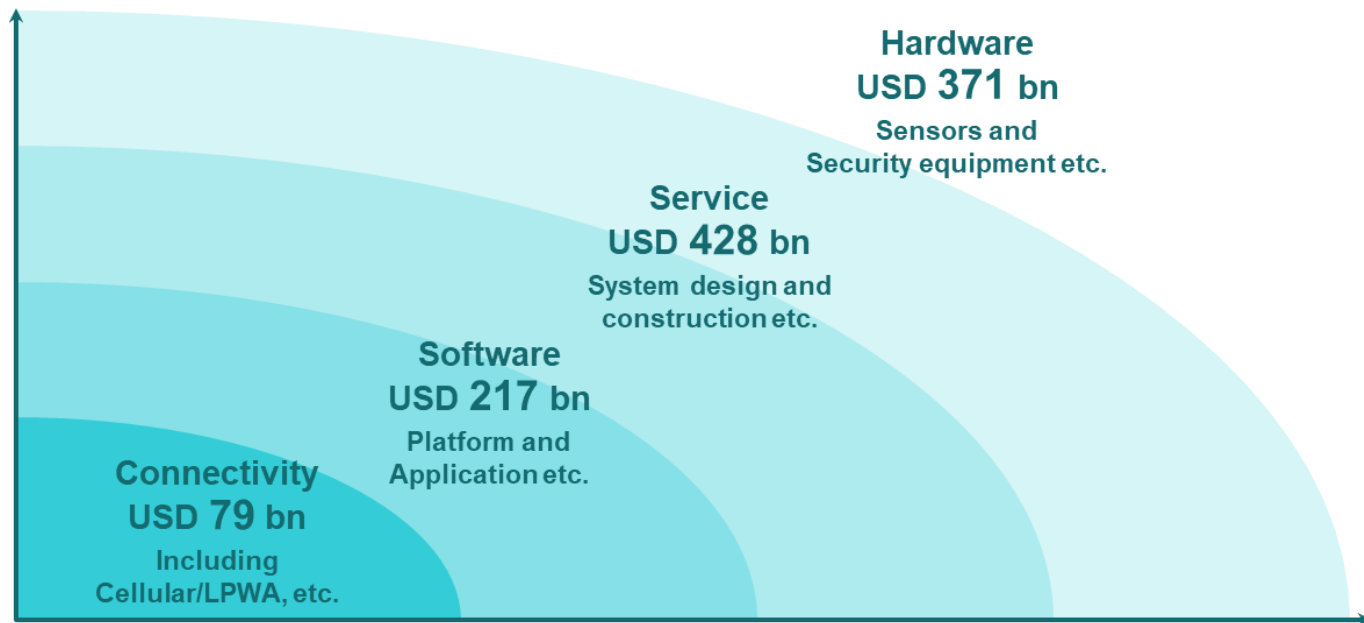 Hardware
USD 371 bn
Sensors and
Security equipment etc.
Service
USD 428 bn
System design and
construction etc.
Software
USD 217 bn
Platform and
Application etc.
Connectivity
USD 79 bn
Including
Cellular/LPWA, etc.